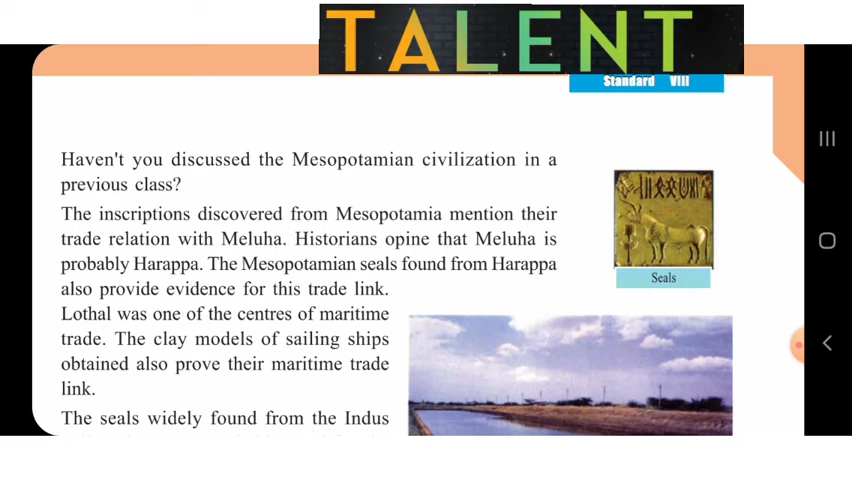 TALENT
Standard VIII
Haven't you discussed the Mesopotamian civilization in a
previous class?
The inscriptions discovered from Mesopotamia mention their
trade relation with Meluha. Historians opine that Meluha is
probably Harappa. The Mesopotamian seals found from Harappa
also provide evidence for this trade link.
Seals
Lothal was one of the centres of maritime
trade. The clay models of sailing ships
obtained also prove their maritime trade
link.
The seals widely found from the Indus